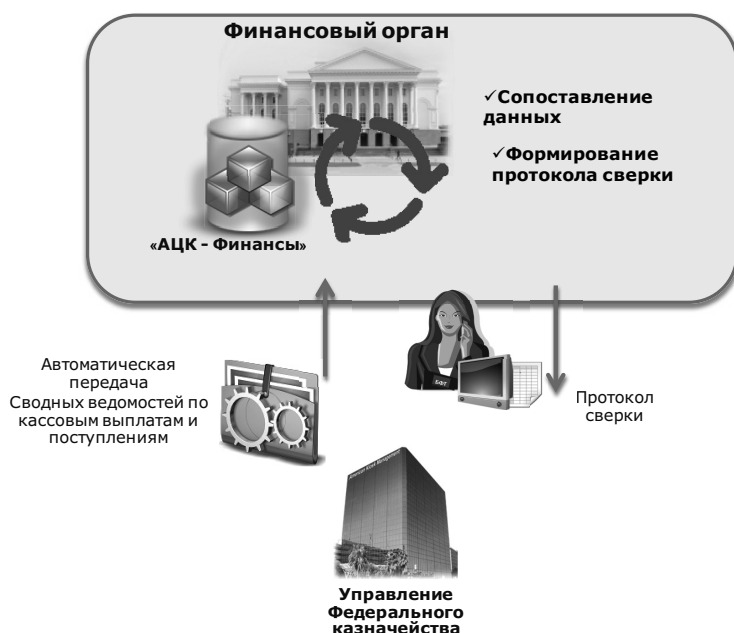 Финансовый орган
✓Сопоставление
данных
✓Формирование
протокола сверки
«АЦК – Финансы»
Автоматическая
передача
Сводных ведомостей по
кассовым выплатам и
поступлениям
БФТ
Протокол
сверки
Управление
Федерального
казначейства